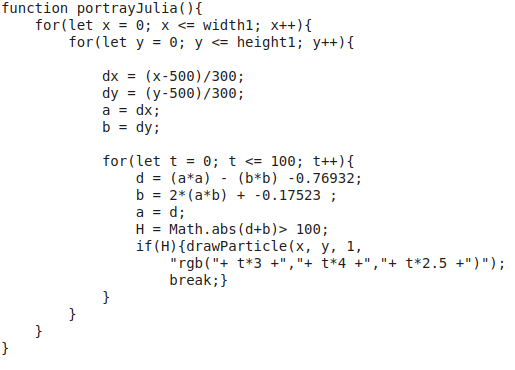 function portrayJulia(){
    for(let x = 0; x <= width1; x++){
        for(let y = 0; y <= height1; y++){

            dx = (x-500)/300;
            dy = (y-500)/300;
            a = dx;
            b = dy;

            for(let t = 0; t <= 100; t++){
                d = (a*a) - (b*b) -0.76932;
                b = 2*(a*b) + -0.17523 ;
                a = d;
                H = Math.abs(d+b)> 100;
                if(H){drawParticle(x, y, 1,
                    "rgb("+ t*3 +","+ t*4 +","+ t*2.5 +")");
                    break;}
            }
        }
    }
}